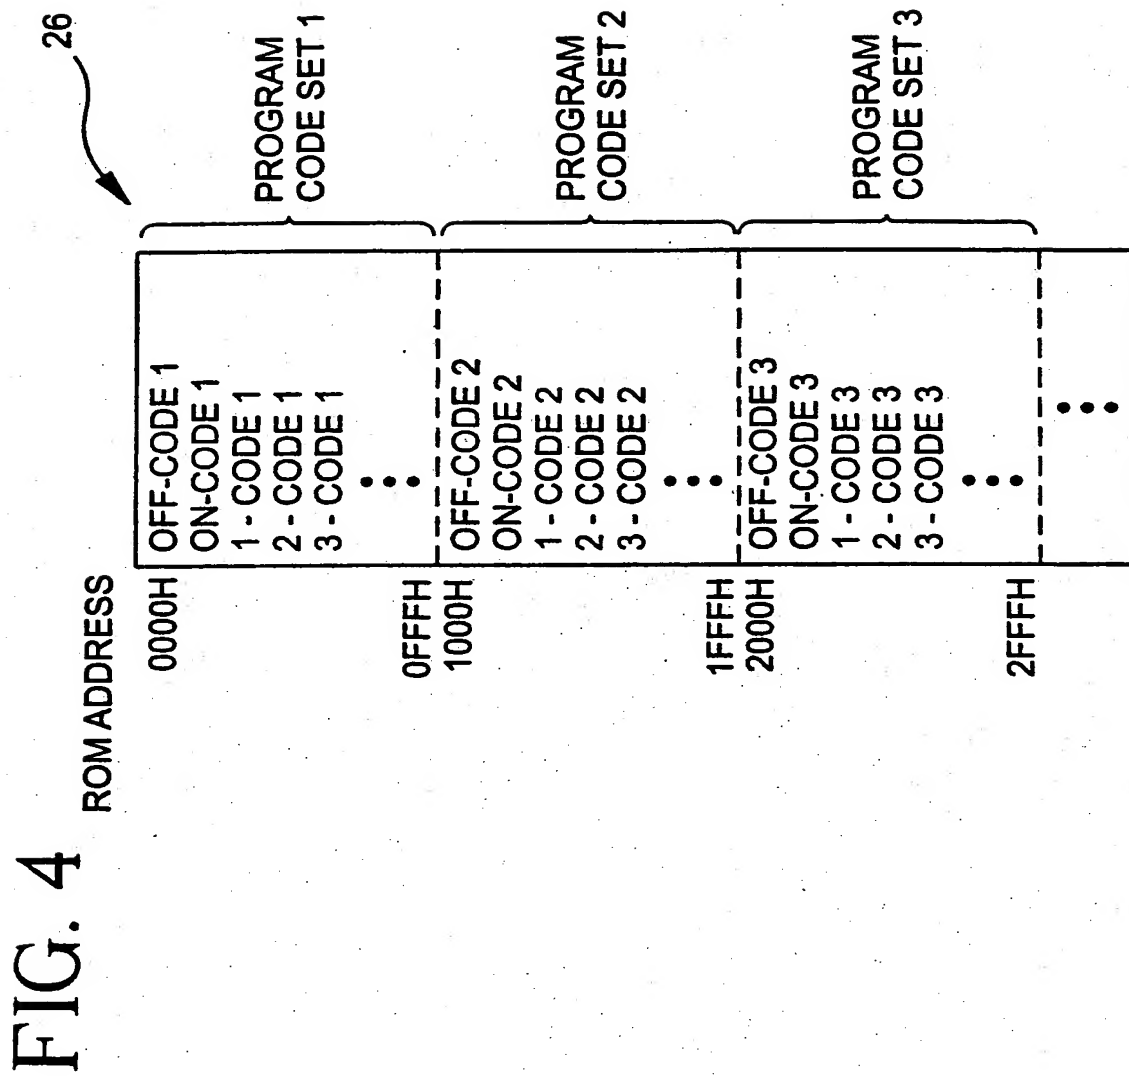 FIG. 4
26
ROM ADDRESS
0000H
OFF-CODE 1
ON-CODE 1
1 - CODE 1
2 - CODE 1
3 - CODE 1
0FFFH
PROGRAM
CODE SET 1
1000H
OFF-CODE 2
ON-CODE 2
1 - CODE 2
2 - CODE 2
3 - CODE 2
1FFFH
PROGRAM
CODE SET 2
2000H
OFF-CODE 3
ON-CODE 3
1 - CODE 3
2 - CODE 3
3 - CODE 3
2FFFH
PROGRAM
CODE SET 3